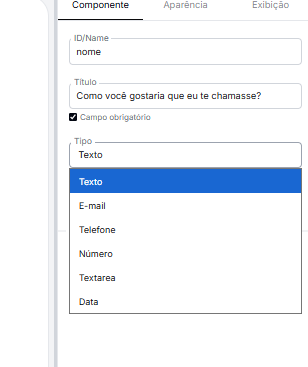 Componente Aparência Exibição
ID/Name
nome
Título
Como você gostaria que eu te chamasse?
Campo obrigatório
Tipo
Texto
Texto
E-mail
Telefone
Número
Textarea
Data